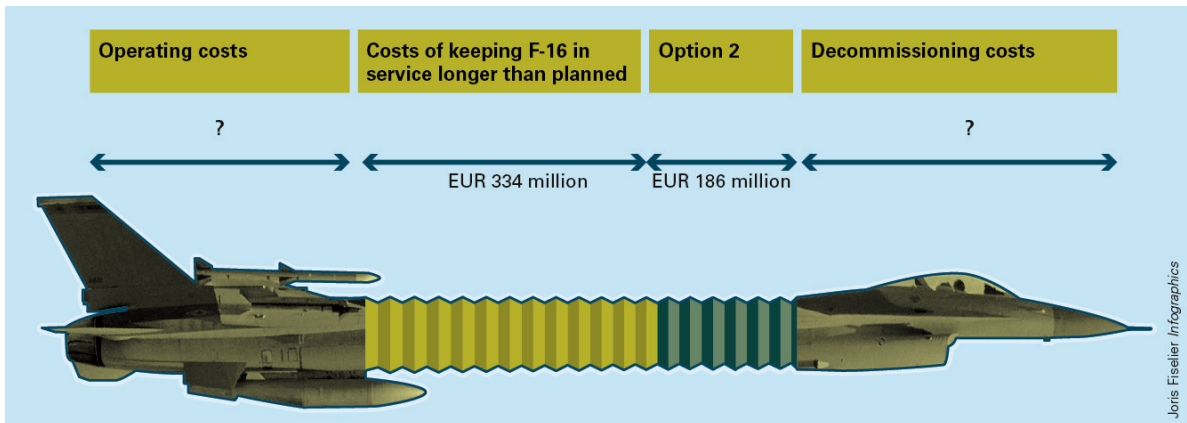 Operating costs
Costs of keeping F-16 in
service longer than planned
Option 2
Decommissioning costs
?
?
EUR 334 million
EUR 186 million
Joris Fiselier Infographics